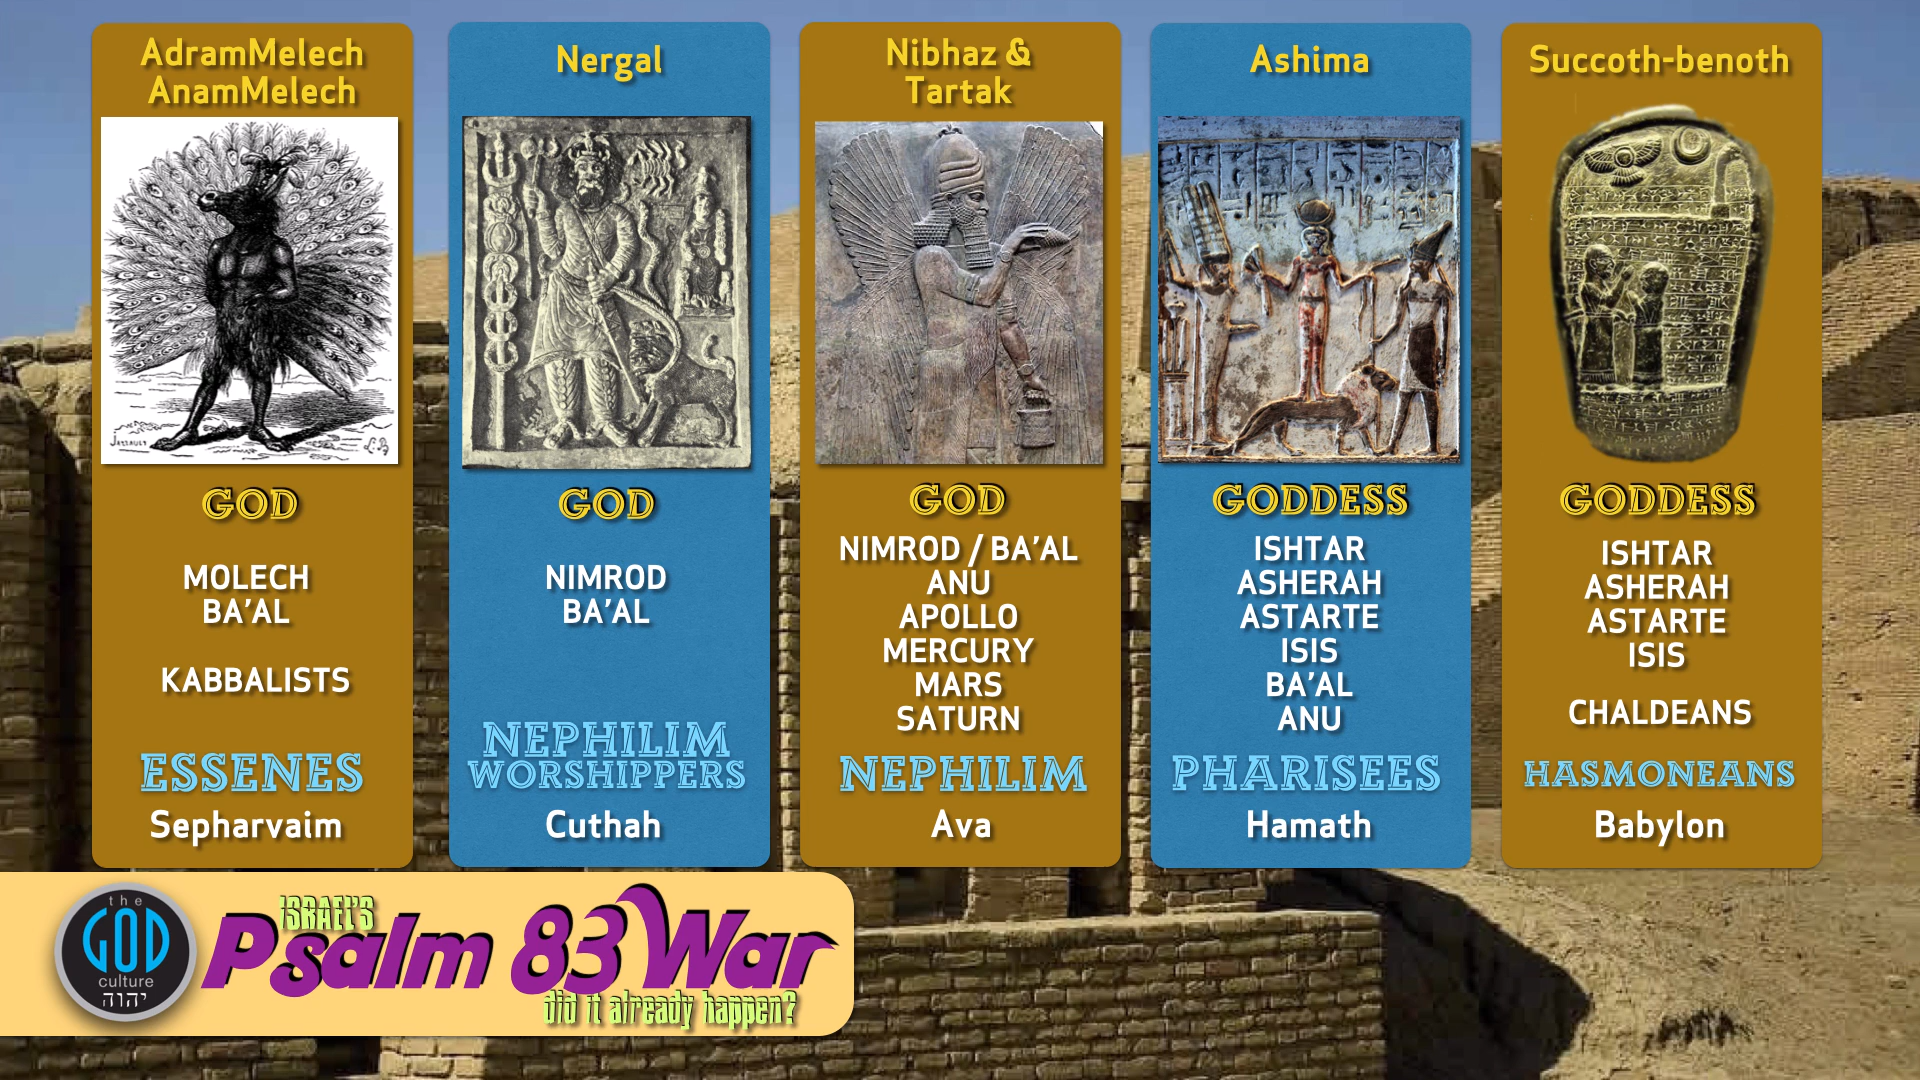 AdramMelech
AnamMelech
GOD
MOLECH
BA'AL
KABBALISTS
ESSENES
Sepharvaim
Nergal
GOD
NIMROD
BA'AL
NEPHILIM
WORSHIPPERS
Cuthah
Nibhaz &
Tartak
GOD
NIMROD / BA'AL
ANU
APOLLO
MERCURY
MARS
SATURN
NEPHILIM
Ava
Ashima
GODDESS
ISHTAR
ASHERAH
ASTARTE
ISIS
BA'AL
ANU
PHARISEES
Hamath
Succoth-benoth
GODDESS
ISHTAR
ASHERAH
ASTARTE
ISIS
CHALDEANS
HASMONEANS
Babylon
the
GOD
culture
יהוה
ISRAEL'S
Psalm 83 War
did it already happen?